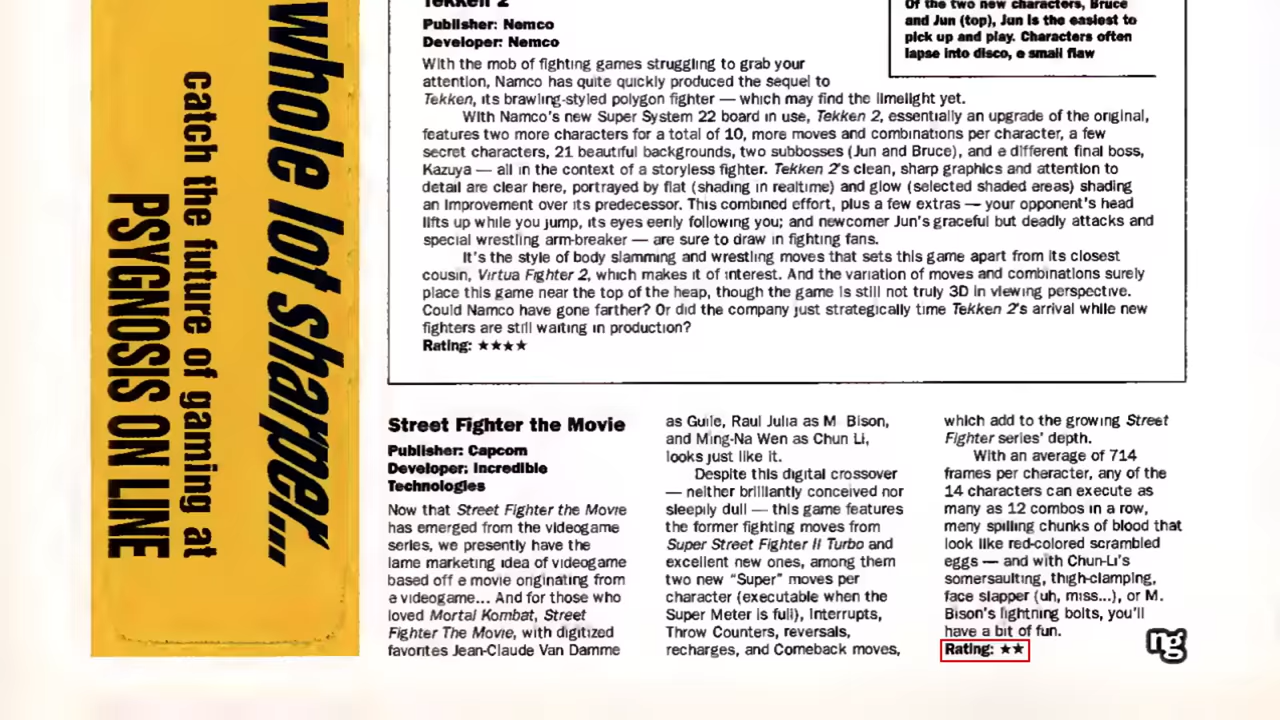 whole lot sharper...
catch the future of gaming at
PSYGNOSIS ON LINE
Tekken 2
Publisher: Namco
Developer: Namco
With the mob of fighting games struggling to grab your
attention, Namco has quite quickly produced the sequel to
Tekken, its brawling-styled polygon fighter — which may find the limelight yet.
With Namco's new Super System 22 board in use, Tekken 2, essentially an upgrade of the original,
features two more characters for a total of 10, more moves and combinations per character, a few
secret characters, 21 beautiful backgrounds, two subbosses (Jun and Bruce), and a different final boss,
Kazuya — all in the context of a storyless fighter. Tekken 2's clean, sharp graphics and attention to
detail are clear here, portrayed by flat (shading in realtime) and glow (selected shaded areas) shading
an improvement over its predecessor. This combined effort, plus a few extras — your opponent's head
lifts up while you jump, its eyes eerily following you; and newcomer Jun's graceful but deadly attacks and
special wrestling arm-breaker — are sure to draw in fighting fans.
It's the style of body slamming and wrestling moves that sets this game apart from its closest
cousin, Virtua Fighter 2, which makes it of interest. And the variation of moves and combinations surely
place this game near the top of the heap, though the game is still not truly 3D in viewing perspective.
Could Namco have gone farther? Or did the company just strategically time Tekken 2's arrival while new
fighters are still waiting in production?
Rating: ★★★★
Of the two new characters, Bruce
and Jun (top), Jun is the easiest to
pick up and play. Characters often
lapse into disco, a small flaw
Street Fighter the Movie
Publisher: Capcom
Developer: Incredible
Technologies
Now that Street Fighter the Movie
has emerged from the videogame
series, we presently have the
lame marketing idea of videogame
based off a movie originating from
a videogame... And for those who
loved Mortal Kombat, Street
Fighter The Movie, with digitized
favorites Jean-Claude Van Damme
as Guile, Raul Julia as M Bison,
and Ming-Na Wen as Chun Li,
looks just like it.
Despite this digital crossover
— neither brilliantly conceived nor
sleepily dull — this game features
the former fighting moves from
Super Street Fighter II Turbo and
excellent new ones, among them
two new “Super” moves per
character (executable when the
Super Meter is full), Interrupts,
Throw Counters, reversals,
recharges, and Comeback moves,
which add to the growing Street
Fighter series' depth.
With an average of 714
frames per character, any of the
14 characters can execute as
many as 12 combos in a row,
many spilling chunks of blood that
look like red-colored scrambled
eggs — and with Chun-Li's
somersaulting, thigh-clamping,
face slapper (uh, miss...), or M.
Bison's lightning bolts, you'll
have a bit of fun.
Rating: ★★
ng